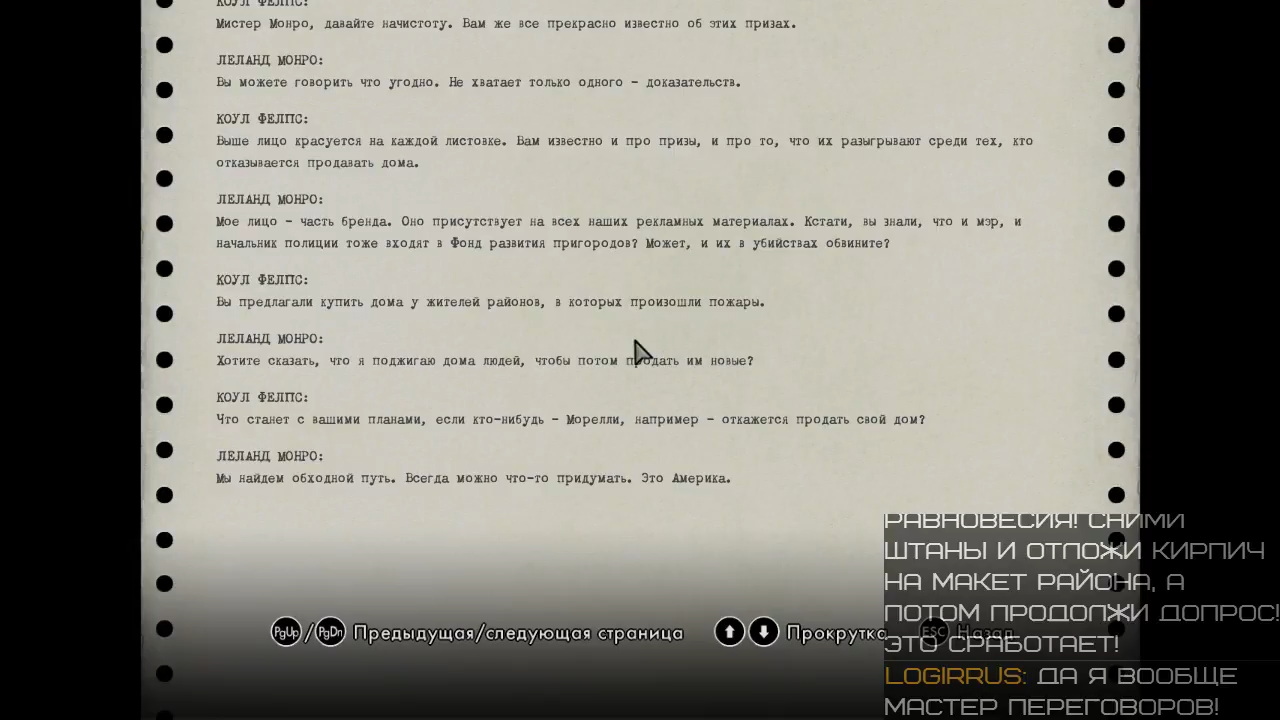 КОУЛ ФЕЛПС:
Мистер Монро, давайте начистоту. Вам же все прекрасно известно об этих призах.
ЛЕЛАНД МОНРО:
Вы можете говорить что угодно. Не хватает только одного - доказательств.
КОУЛ ФЕЛПС:
Выше лицо красуется на каждой листовке. Вам известно и про призы, и про то, что их разыгрывают среди тех, кто
отказывается продавать дома.
ЛЕЛАНД МОНРО:
Мое лицо - часть бренда. Оно присутствует на всех наших рекламных материалах. Кстати, вы знали, что и мэр, и
начальник полиции тоже входят в Фонд развития пригородов? Может, и их в убийствах обвините?
КОУЛ ФЕЛПС:
Вы предлагали купить дома у жителей районов, в которых произошли пожары.
ЛЕЛАНД МОНРО:
Хотите сказать, что я поджигаю дома людей, чтобы потом продать им новые?
КОУЛ ФЕЛПС:
Что станет с вашими планами, если кто-нибудь - Морелли, например - откажется продать свой дом?
ЛЕЛАНД МОНРО:
Мы найдем обходной путь. Всегда можно что-то придумать. Это Америка.
РАВНОВЕСИЯ! СНИМИ
ШТАНЫ И ОТЛОЖИ КИРПИЧ
НА МАКЕТ РАЙОНА, А
ПОТОМ ПРОДОЛЖИ ДОПРОС!
ЭТО СРАБОТАЕТ!
LOGIRRUS: ДА Я ВООБЩЕ
МАСТЕР ПЕРЕГОВОРОВ!
PgUp / PgDn Предыдущая/следующая страница ↑ ↓ Прокрутка ESC Назад